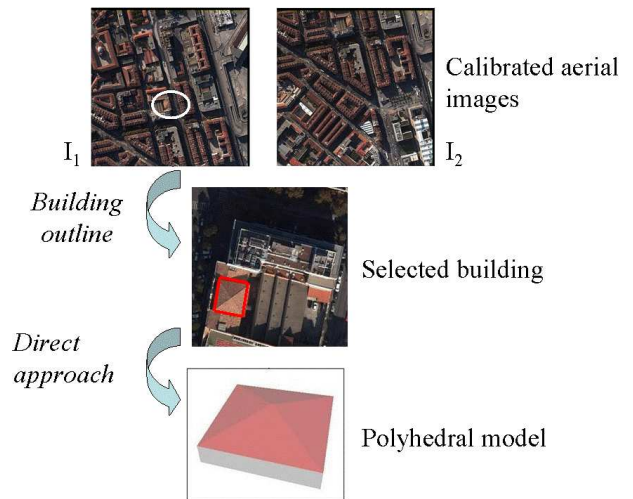 Calibrated aerial
images
I1
I2
Building
outline
Selected building
Direct
approach
Polyhedral model